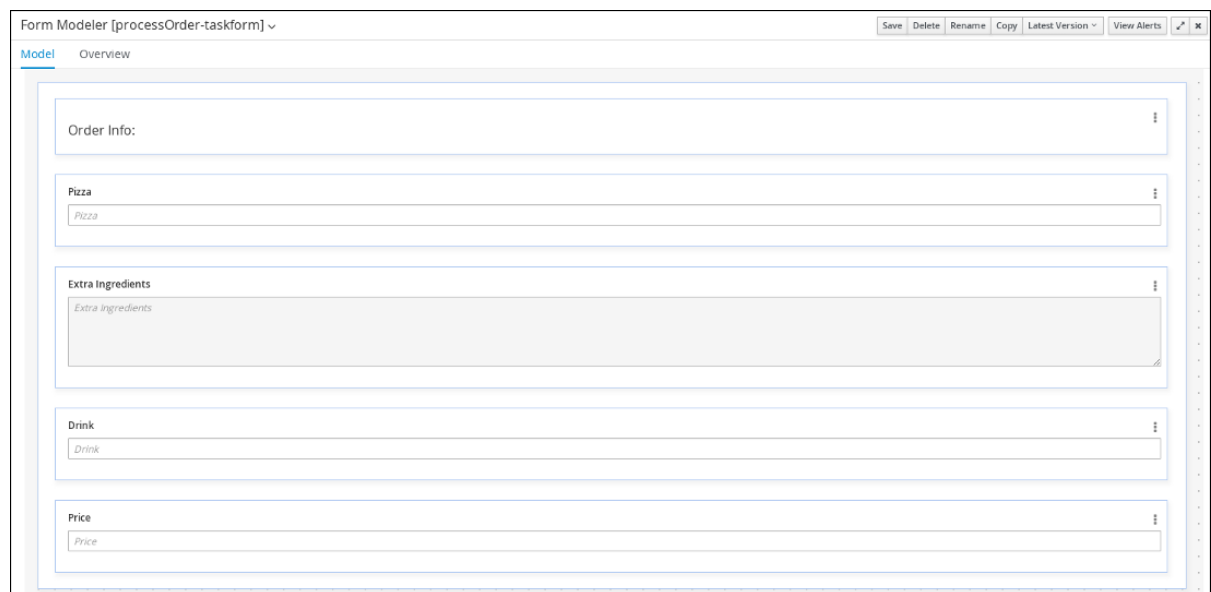 Form Modeler [processOrder-taskform]
Save Delete Rename Copy Latest Version View Alerts
Model Overview
Order Info:
Pizza
Pizza
Extra Ingredients
Extra Ingredients
Drink
Drink
Price
Price